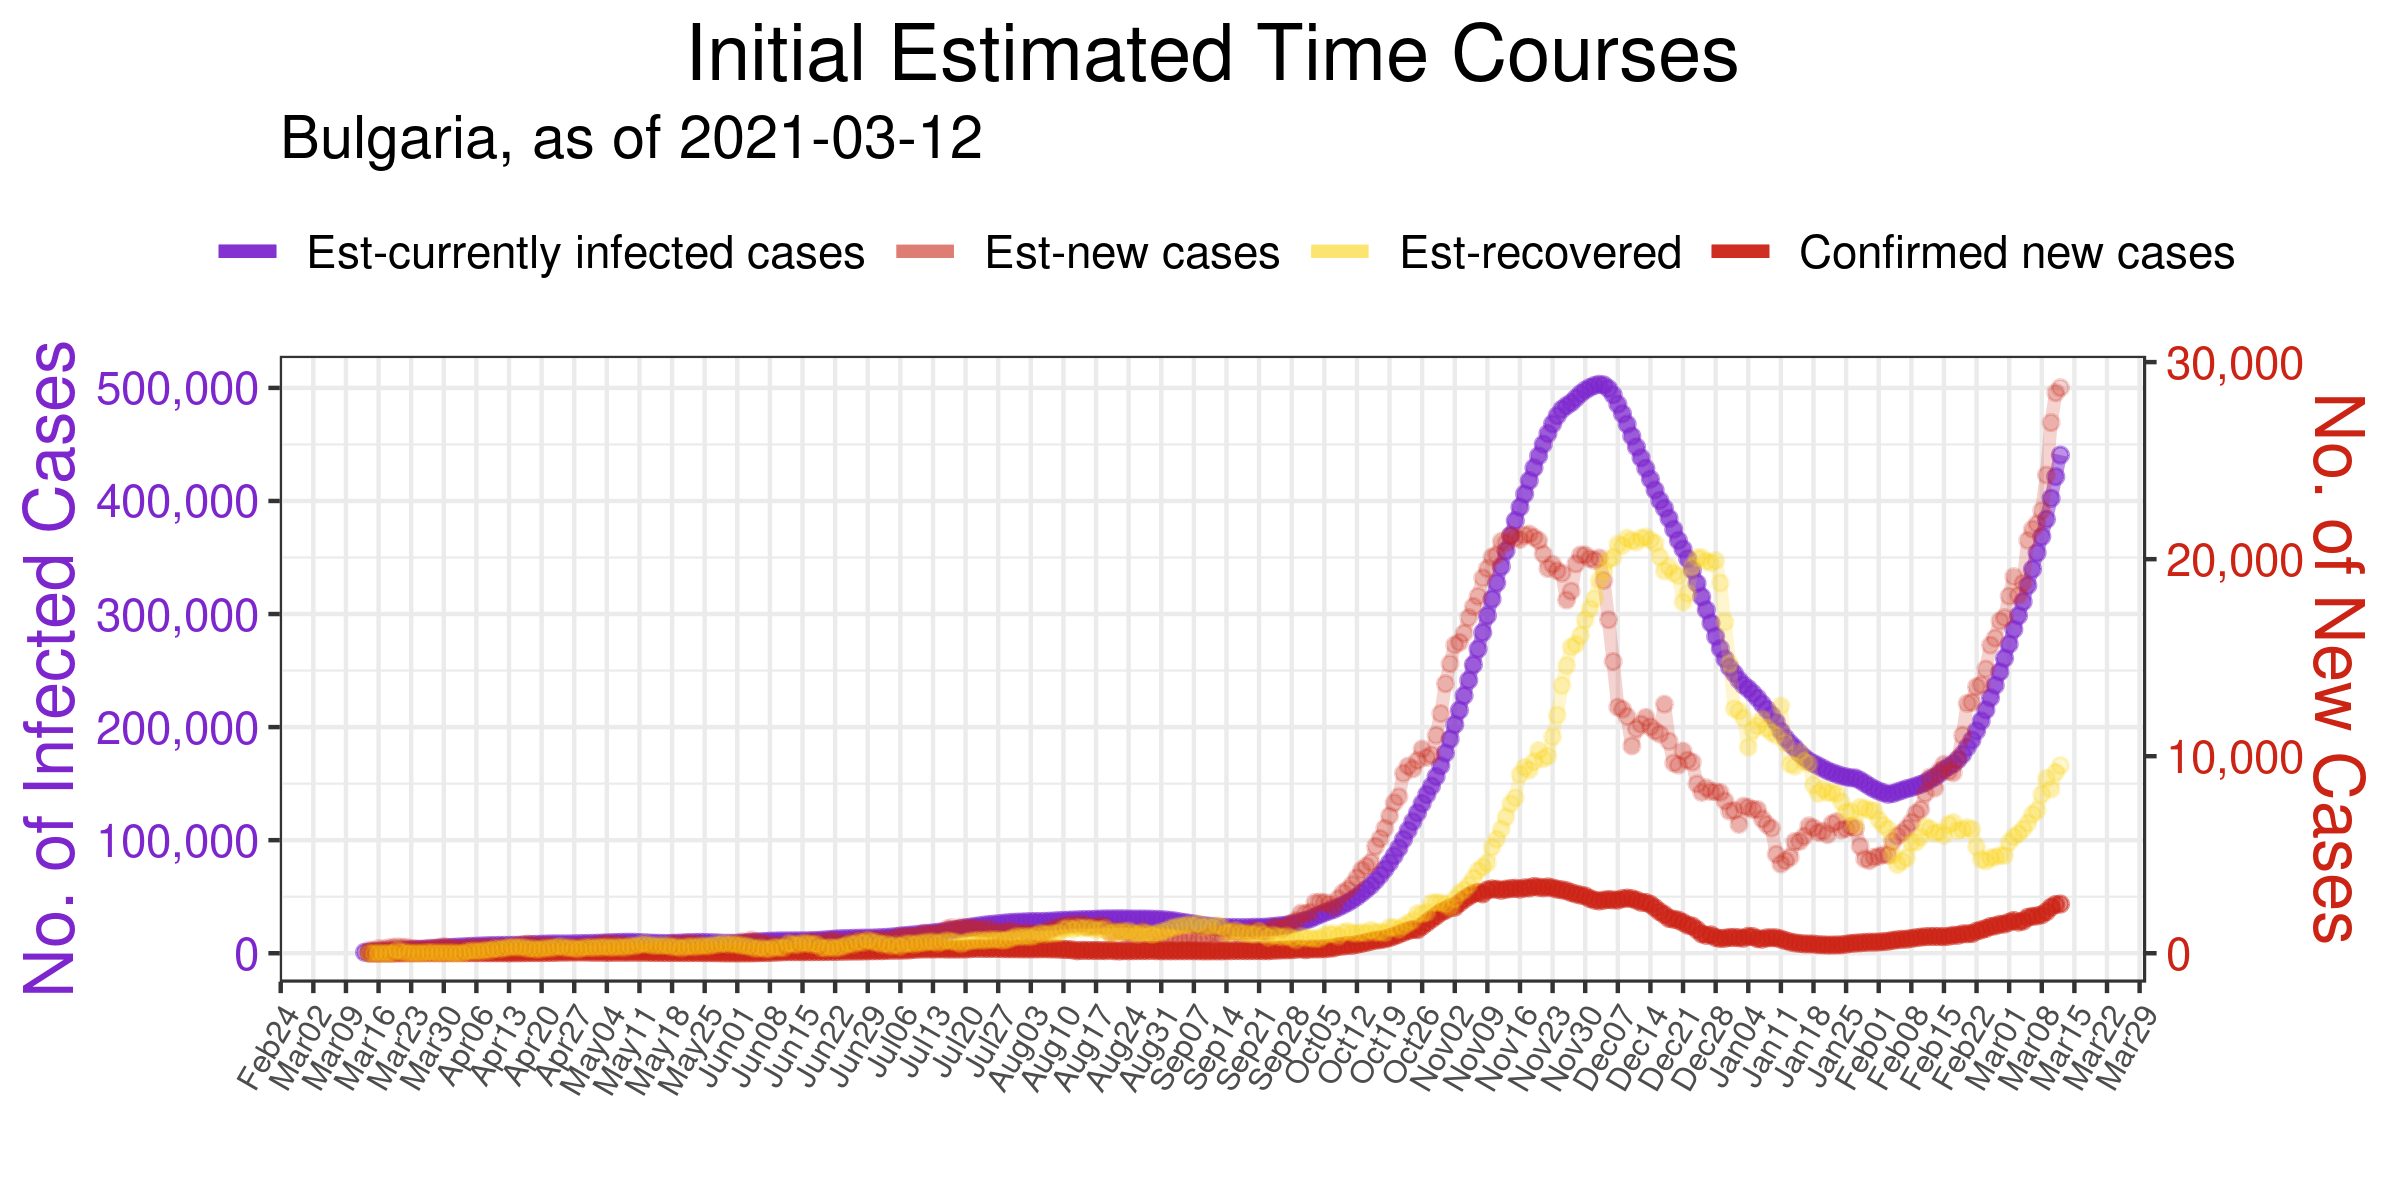 Initial Estimated Time Courses
Bulgaria, as of 2021-03-12
Est-currently infected cases Est-new cases Est-recovered Confirmed new cases
No. of Infected Cases
500,000
400,000
300,000
200,000
100,000
0
30,000
20,000
10,000
0
No. of New Cases
Feb24 Mar02 Mar09 Mar16 Mar23 Mar30 Apr06 Apr13 Apr20 Apr27 May04 May11 May18 May25 Jun01 Jun08 Jun15 Jun22 Jun29 Jul06 Jul13 Jul20 Jul27 Aug03 Aug10 Aug17 Aug24 Aug31 Sep07 Sep14 Sep21 Sep28 Oct05 Oct12 Oct19 Oct26 Nov02 Nov09 Nov16 Nov23 Nov30 Dec07 Dec14 Dec21 Dec28 Jan04 Jan11 Jan18 Jan25 Feb01 Feb08 Feb15 Feb22 Mar01 Mar08 Mar15 Mar22 Mar29